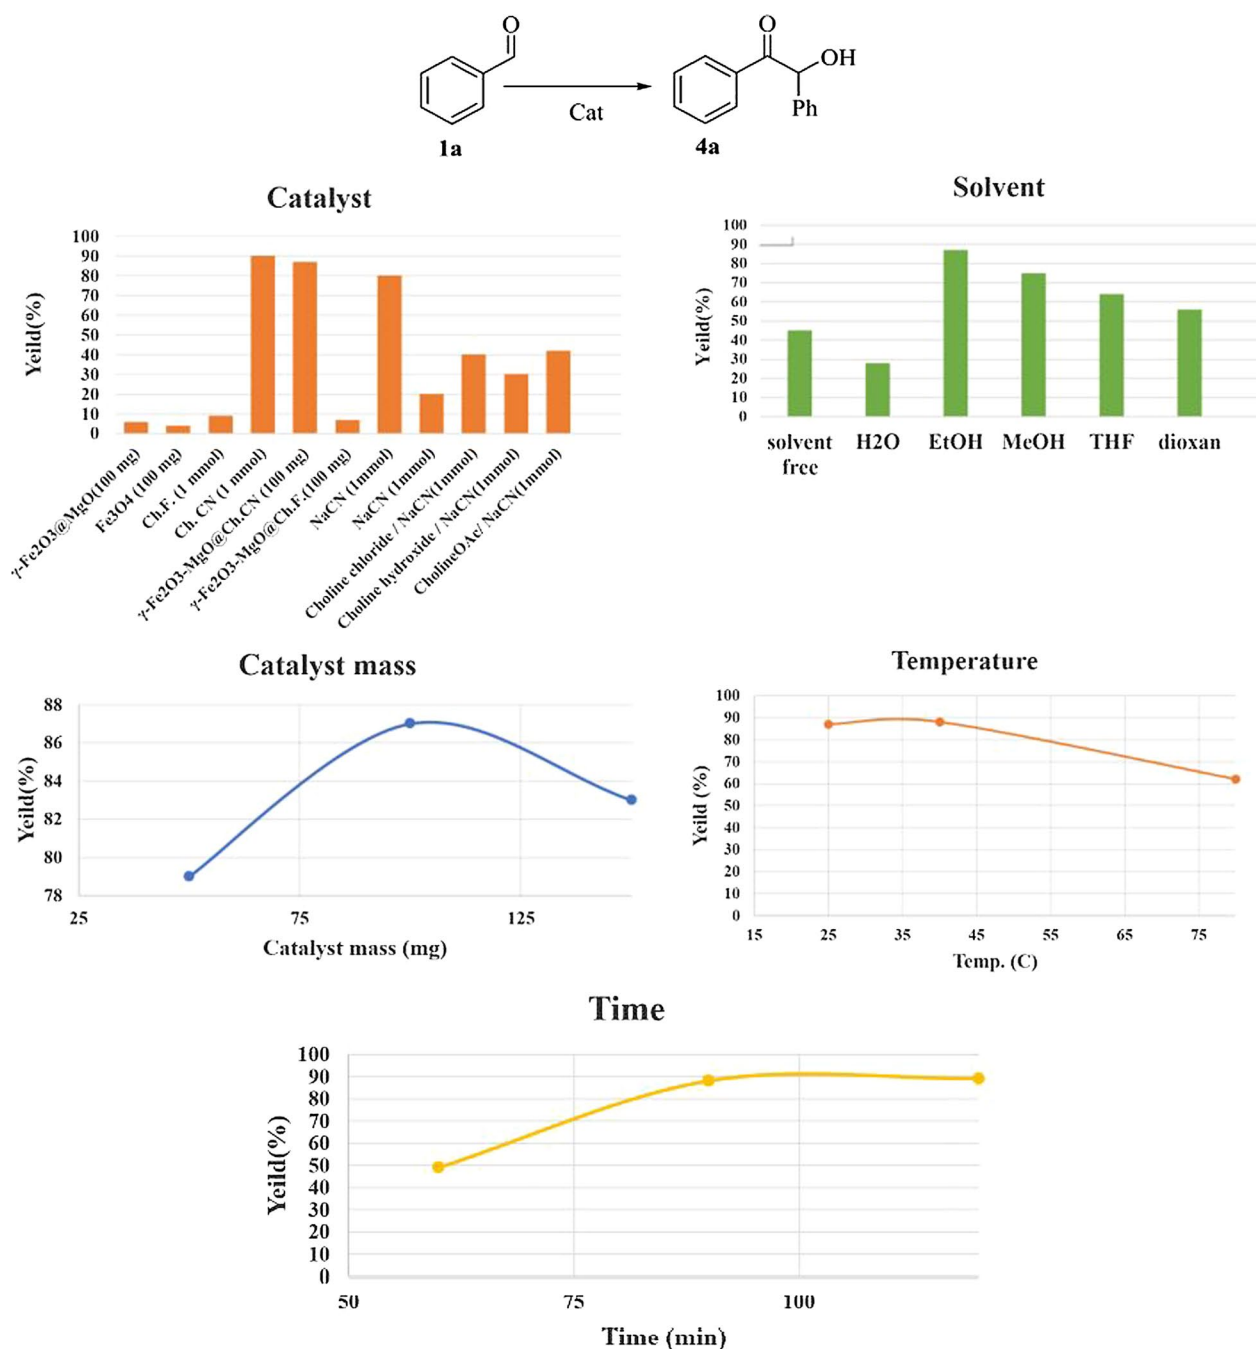 O
Cat
1a
O
OH
Ph
4a
Catalyst
Yeild(%)
100
90
80
70
60
50
40
30
20
10
0
γ-Fe2O3@MgO(100 mg)
Fe3O4 (100 mg)
Ch.F. (1 mmol)
Ch. CN (1 mmol)
γ-Fe2O3-MgO@Ch.CN (100 mg)
γ-Fe2O3-MgO@Ch.F.(100 mg)
NaCN (1mmol)
NaCN (1mmol)
Choline chloride / NaCN(1mmol)
Choline hydroxide / NaCN(1mmol)
CholineOAc/ NaCN(1mmol)
Solvent
Yeild(%)
100
90
80
70
60
50
40
30
20
10
0
solvent free
H2O
EtOH
MeOH
THF
dioxan
Catalyst mass
Yeild(%)
88
86
84
82
80
78
25
75
125
Catalyst mass (mg)
Temperature
Yeild (%)
100
90
80
70
60
50
40
30
20
10
0
15
25
35
45
55
65
75
Temp. (C)
Time
Yeild(%)
100
90
80
70
60
50
40
30
20
10
0
50
75
100
Time (min)